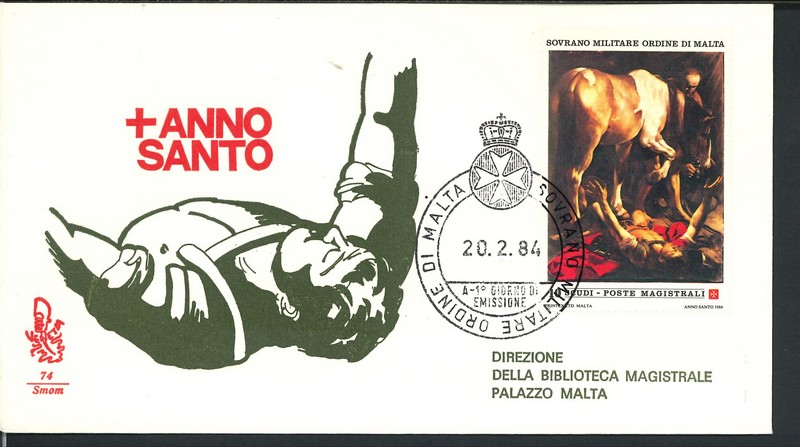 +ANNO
SANTO
SOVRANO MILITARE ORDINE DI MALTA
SCUDI - POSTE MAGISTRALI
ANNO SANTO 1984
SOVRANO MILITARE ORDINE DI MALTA
20.2.84
GIORNO DI
EMISSIONE
74
Smom
DIREZIONE
DELLA BIBLIOTECA MAGISTRALE
PALAZZO MALTA